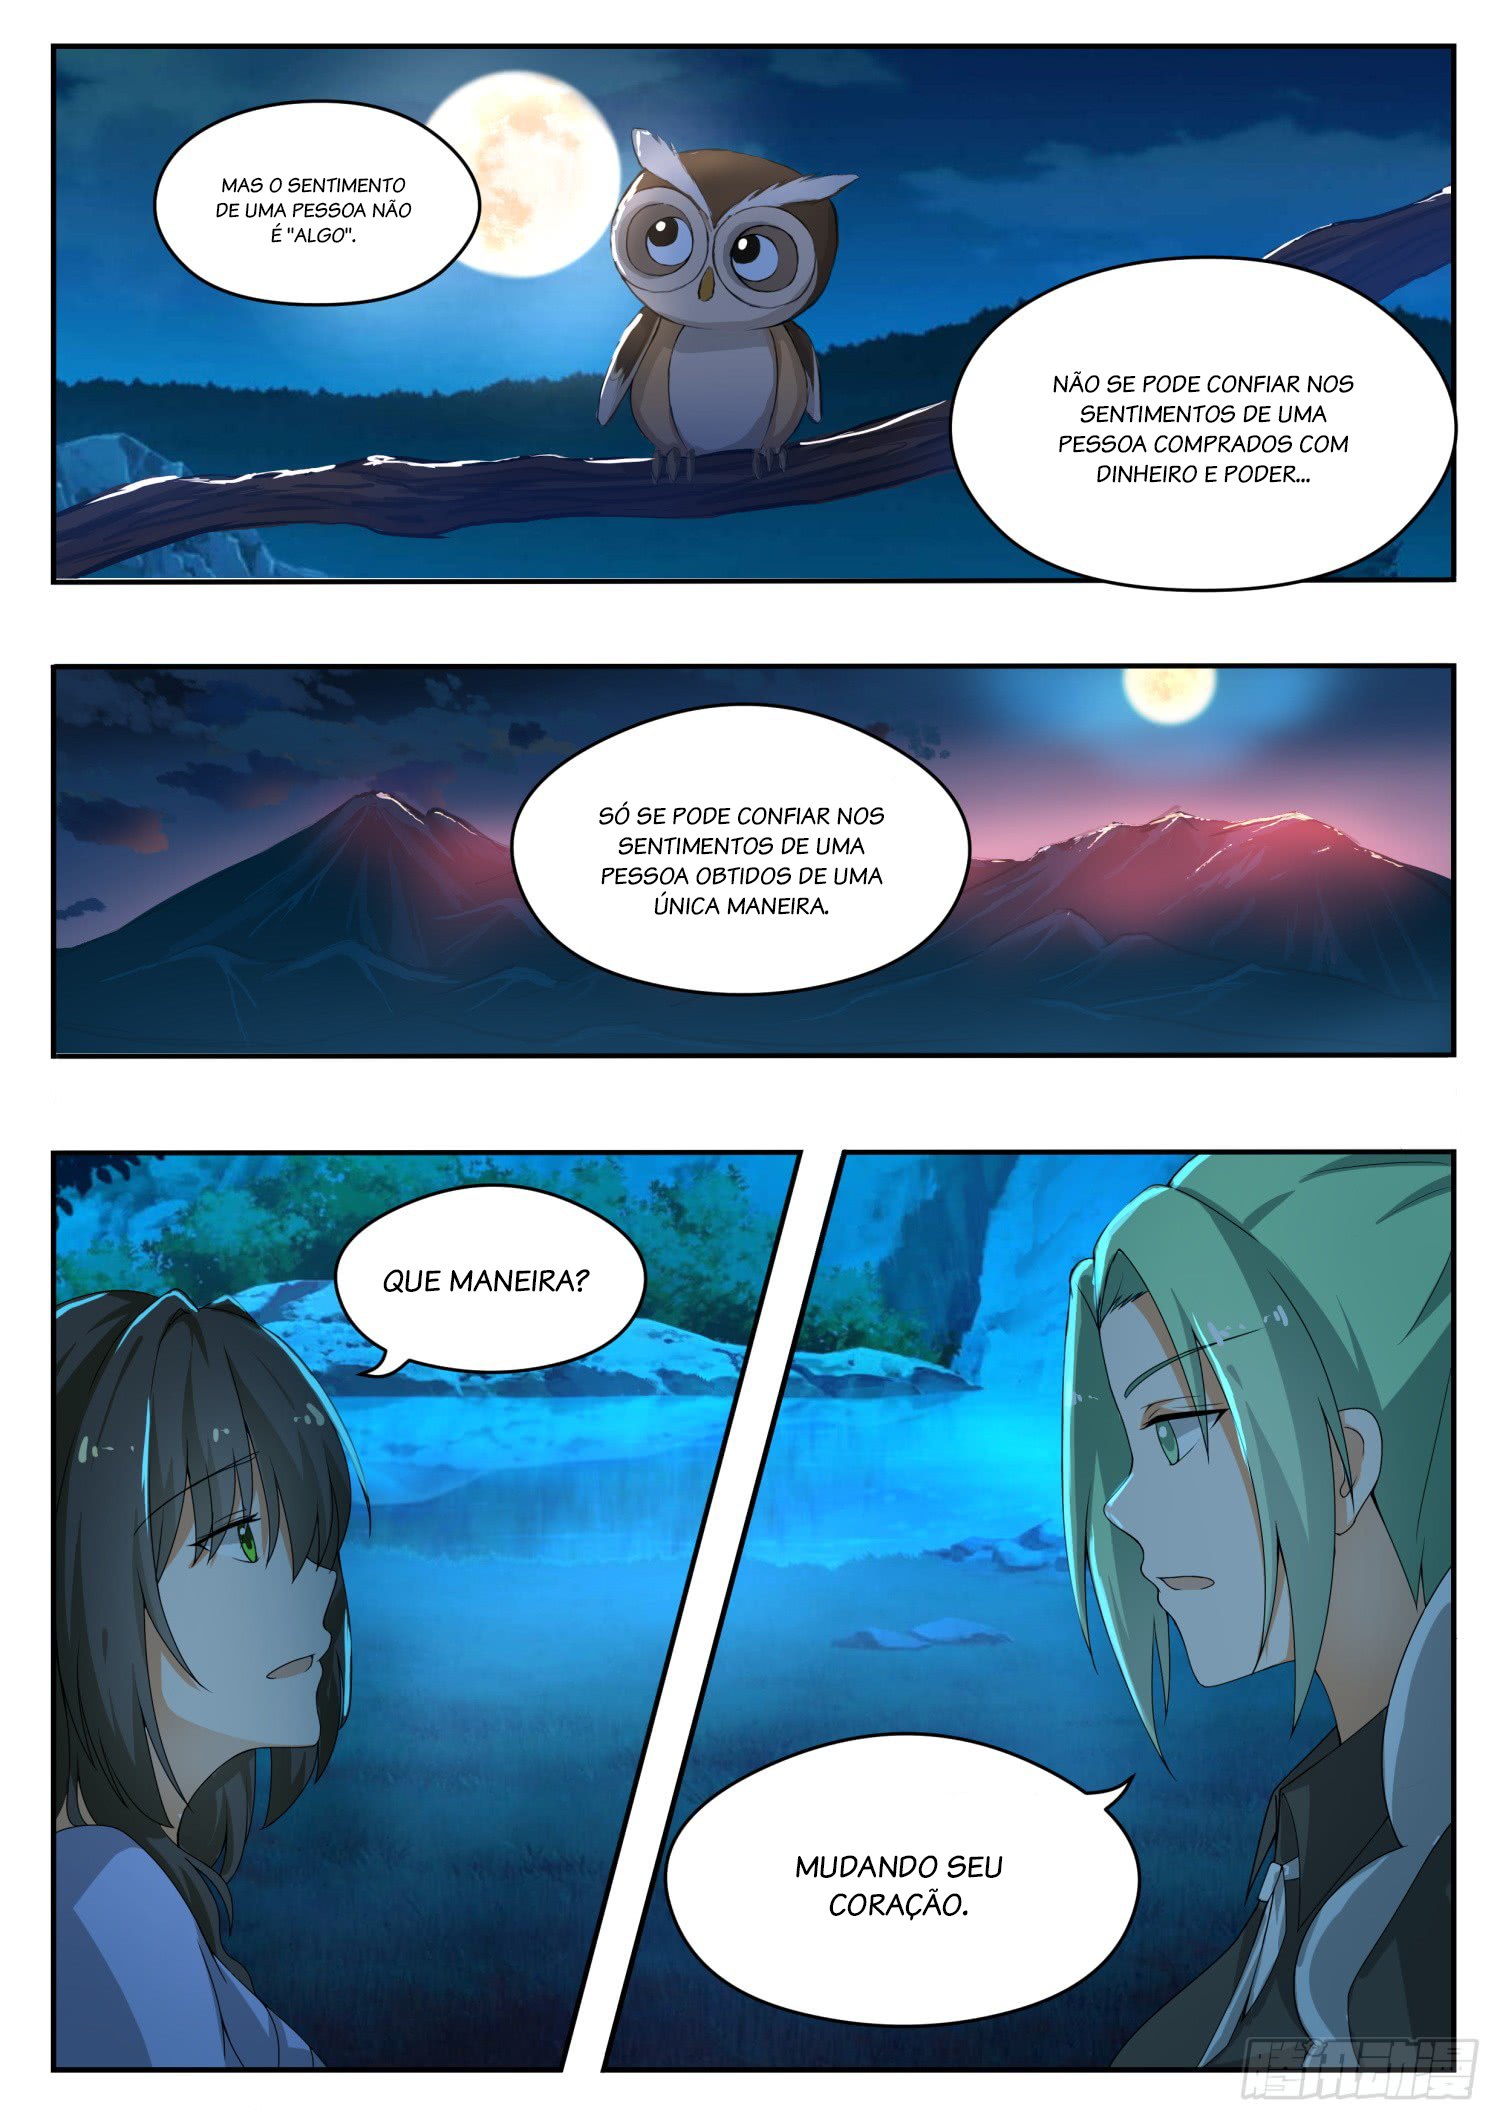 MAS O SENTIMENTO
DE UMA PESSOA NÃO
É "ALGO".
NÃO SE PODE CONFIAR NOS
SENTIMENTOS DE UMA
PESSOA COMPRADOS COM
DINHEIRO E PODER...
SÓ SE PODE CONFIAR NOS
SENTIMENTOS DE UMA
PESSOA OBTIDOS DE UMA
ÚNICA MANEIRA.
QUE MANEIRA?
MUDANDO SEU
CORAÇÃO.
腾讯动漫